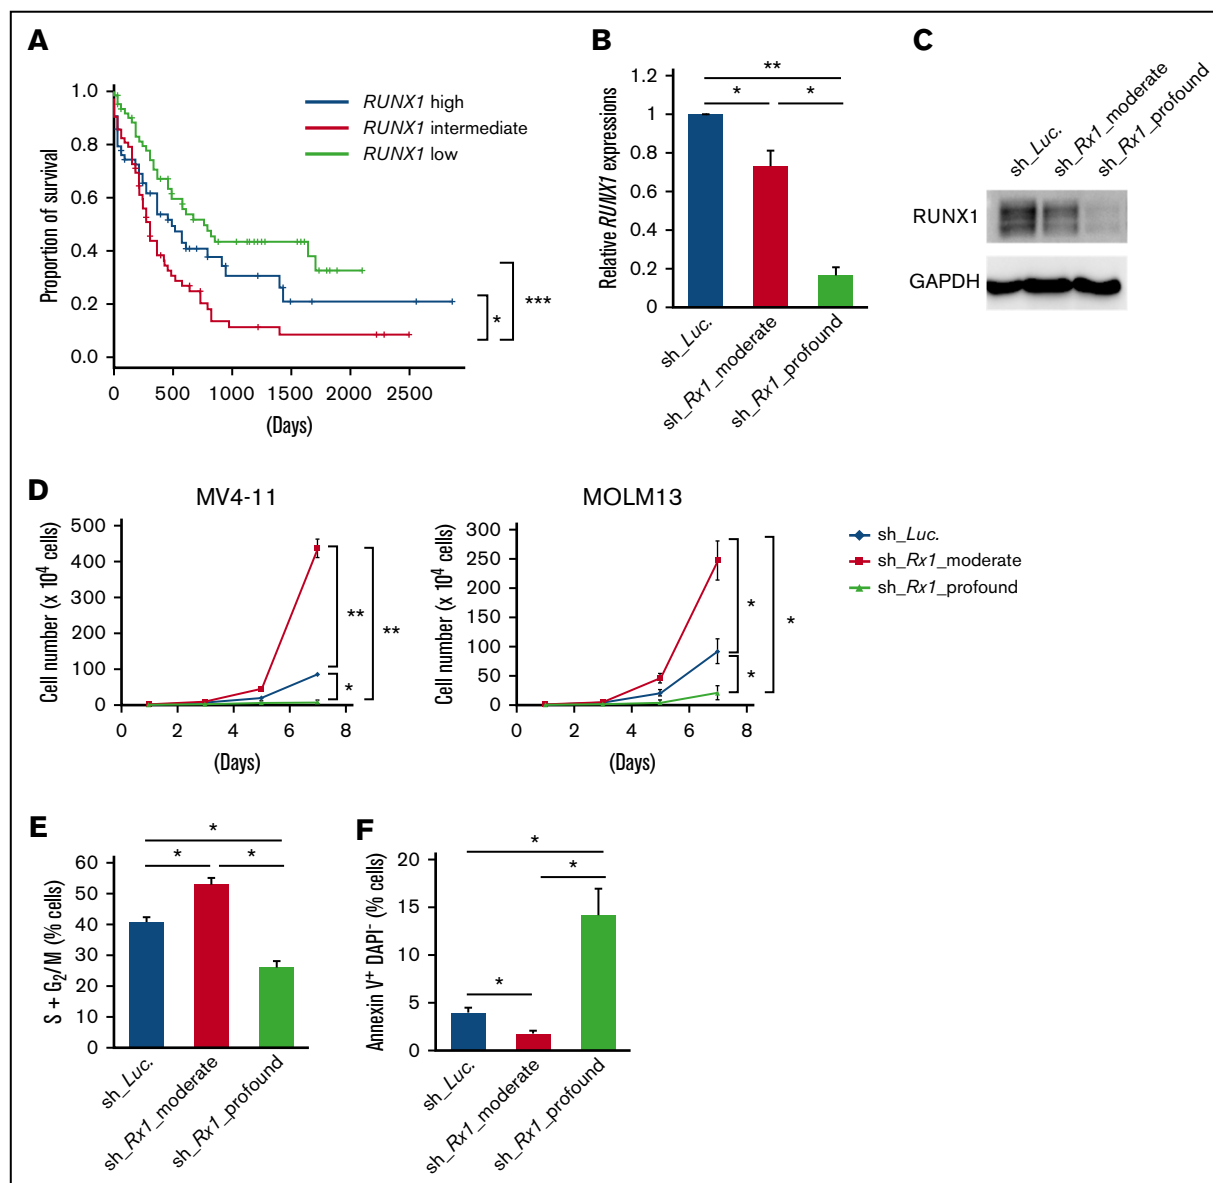 A
Proportion of survival
1.0
0.8
0.6
0.4
0.2
0.0
0 500 1000 1500 2000 2500
(Days)
RUNX1 high
RUNX1 intermediate
RUNX1 low
*
***
B
Relative RUNX1 expressions
1.2
1
0.8
0.6
0.4
0.2
0
**
* *
sh_Luc.
sh_Rx1_moderate
sh_Rx1_profound
C
sh_Luc.
sh_Rx1_moderate
sh_Rx1_profound
RUNX1
GAPDH
D
MV4-11
Cell number (x 10⁴ cells)
500
400
300
200
100
0
0 2 4 6 8
(Days)
**
*
**
MOLM13
Cell number (x 10⁴ cells)
300
250
200
150
100
50
0
0 2 4 6 8
(Days)
*
*
*
sh_Luc.
sh_Rx1_moderate
sh_Rx1_profound
E
S + G₂/M (% cells)
60
50
40
30
20
10
0
*
* *
sh_Luc.
sh_Rx1_moderate
sh_Rx1_profound
F
Annexin V⁺ DAPI⁻ (% cells)
20
15
10
5
0
*
*
*
sh_Luc.
sh_Rx1_moderate
sh_Rx1_profound